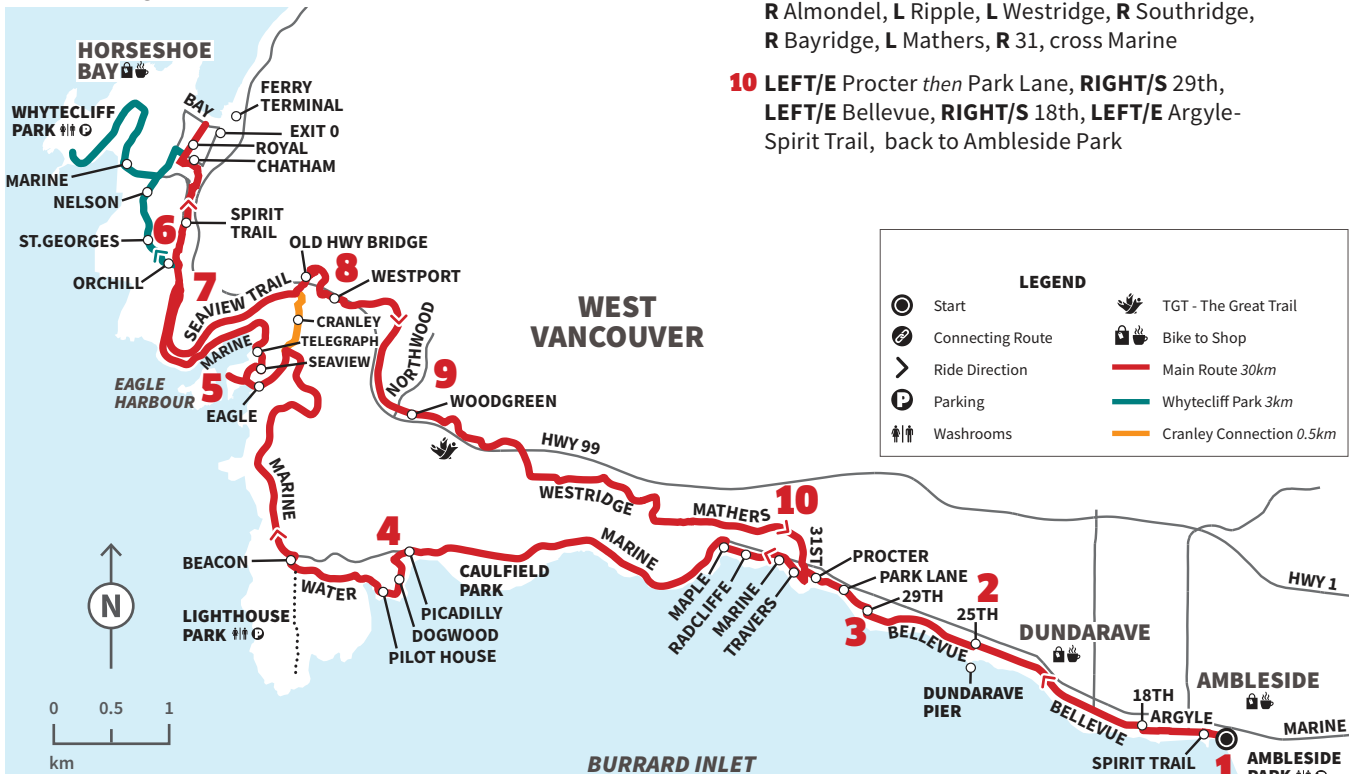 R Almondel, L Ripple, L Westridge, R Southridge,
R Bayridge, L Mathers, R 31, cross Marine
10 LEFT/E Procter then Park Lane, RIGHT/S 29th,
LEFT/E Bellevue, RIGHT/S 18th, LEFT/E Argyle-
Spirit Trail, back to Ambleside Park
HORSESHOE
BAY
FERRY
TERMINAL
BAY
EXIT 0
ROYAL
CHATHAM
WHYTECLIFF
PARK P
MARINE
NELSON
ST.GEORGES
ORCHILL
6
SPIRIT
TRAIL
7
OLD HWY BRIDGE
8
WESTPORT
SEAVIEW TRAIL
CRANLEY
TELEGRAPH
SEAVIEW
MARINE
EAGLE
HARBOUR
5
EAGLE
NORTHWOOD
9
WOODGREEN
WEST
VANCOUVER
HWY 99
WESTRIDGE
MATHERS
10
31ST
LEGEND
Start
Connecting Route
Ride Direction
P Parking
Washrooms
TGT - The Great Trail
Bike to Shop
Main Route 30km
Whytecliff Park 3km
Cranley Connection 0.5km
MARINE
BEACON
WATER
4
LIGHTHOUSE
PARK P
CAULFIELD
PARK
PICADILLY
DOGWOOD
PILOT HOUSE
MARINE
MAPLE
RADCLIFFE
MARINE
TRAVERS
PROCTER
PARK LANE
29TH
3
2
25TH
BELLEVUE
DUNDARAVE
DUNDARAVE
PIER
HWY 1
AMBLESIDE
18TH
ARGYLE
MARINE
BELLEVUE
SPIRIT TRAIL
1
AMBLESIDE
PARK P
N
0 0.5 1
km
BURRARD INLET